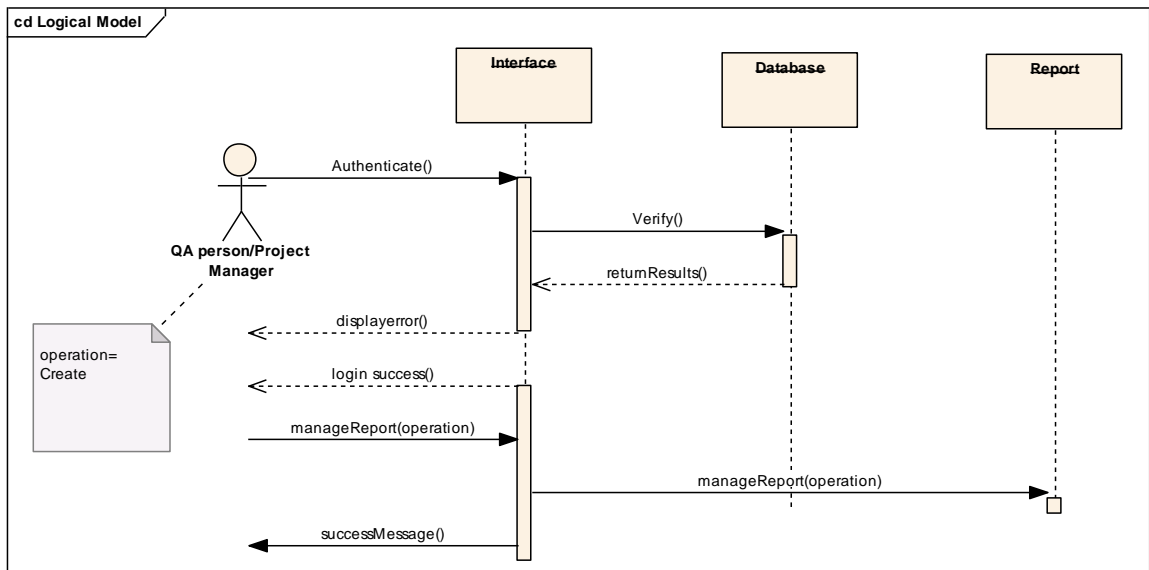 cd Logical Model
Interface
Database
Report
Authenticate()
Verify()
QA person/Project
Manager
returnResults()
displayerror()
operation=
Create
login success()
manageReport(operation)
manageReport(operation)
successMessage()